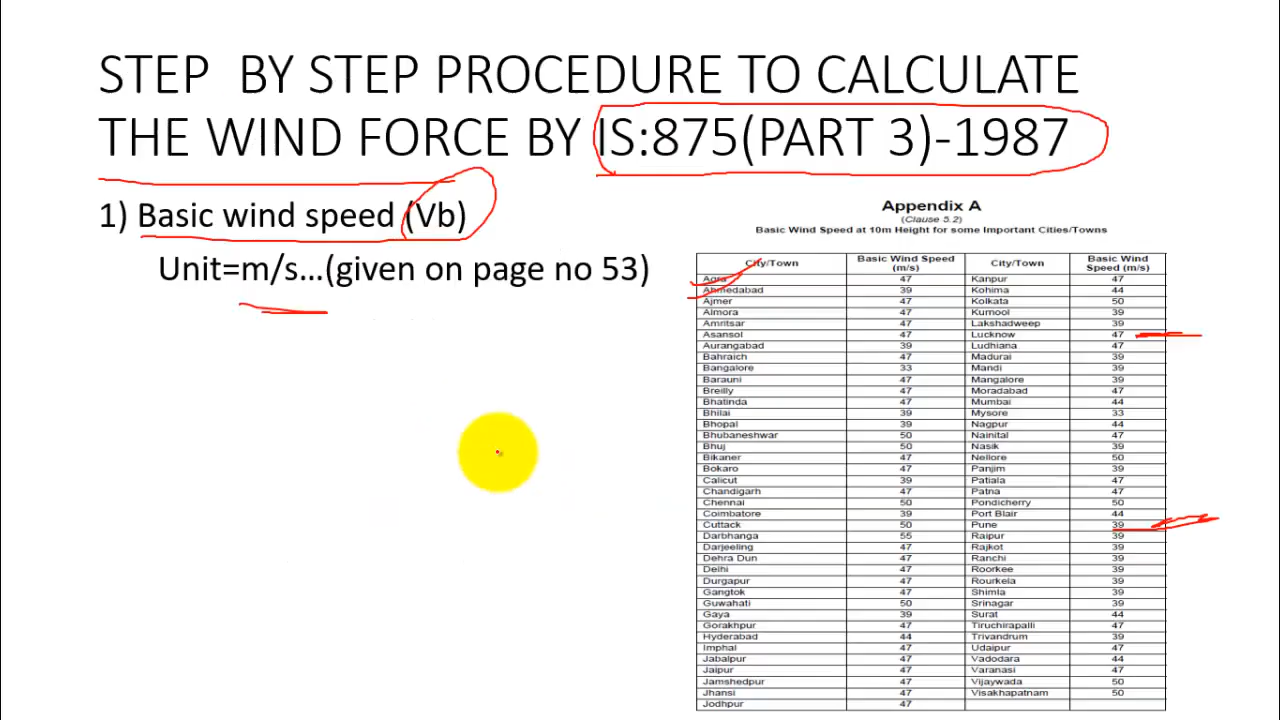 STEP BY STEP PROCEDURE TO CALCULATE
THE WIND FORCE BY IS:875(PART 3)-1987
1) Basic wind speed (Vb)
Unit=m/s...(given on page no 53)
Appendix A
(Clause 5.2)
Basic Wind Speed at 10m Height for some Important Cities/Towns
City/Town Basic Wind Speed (m/s) City/Town Basic Wind Speed (m/s)
Agra 47 Kanpur 47
Ahmedabad 39 Kohima 44
Ajmer 47 Kolkata 50
Almora 47 Kurnool 39
Amritsar 47 Lakshadweep 39
Asansol 47 Lucknow 47
Aurangabad 39 Ludhiana 47
Bahraich 47 Madurai 39
Bangalore 33 Mandi 39
Barauni 47 Mangalore 39
Breilly 47 Moradabad 47
Bhatinda 47 Mumbai 44
Bhilai 39 Mysore 33
Bhopal 39 Nagpur 44
Bhubaneshwar 50 Nainital 47
Bhuj 50 Nasik 39
Bikaner 47 Nellore 50
Bokaro 47 Panjim 39
Calicut 39 Patiala 47
Chandigarh 47 Patna 47
Chennai 50 Pondicherry 50
Coimbatore 39 Port Blair 44
Cuttack 50 Pune 39
Darbhanga 55 Raipur 39
Darjeeling 47 Rajkot 39
Dehra Dun 47 Ranchi 39
Delhi 47 Roorkee 39
Durgapur 47 Rourkela 39
Gangtok 47 Shimla 39
Guwahati 50 Srinagar 39
Gaya 39 Surat 44
Gorakhpur 47 Tiruchirapalli 47
Hyderabad 44 Trivandrum 39
Imphal 47 Udaipur 47
Jabalpur 47 Vadodara 44
Jaipur 47 Varanasi 47
Jamshedpur 47 Vijaywada 50
Jhansi 47 Visakhapatnam 50
Jodhpur 47